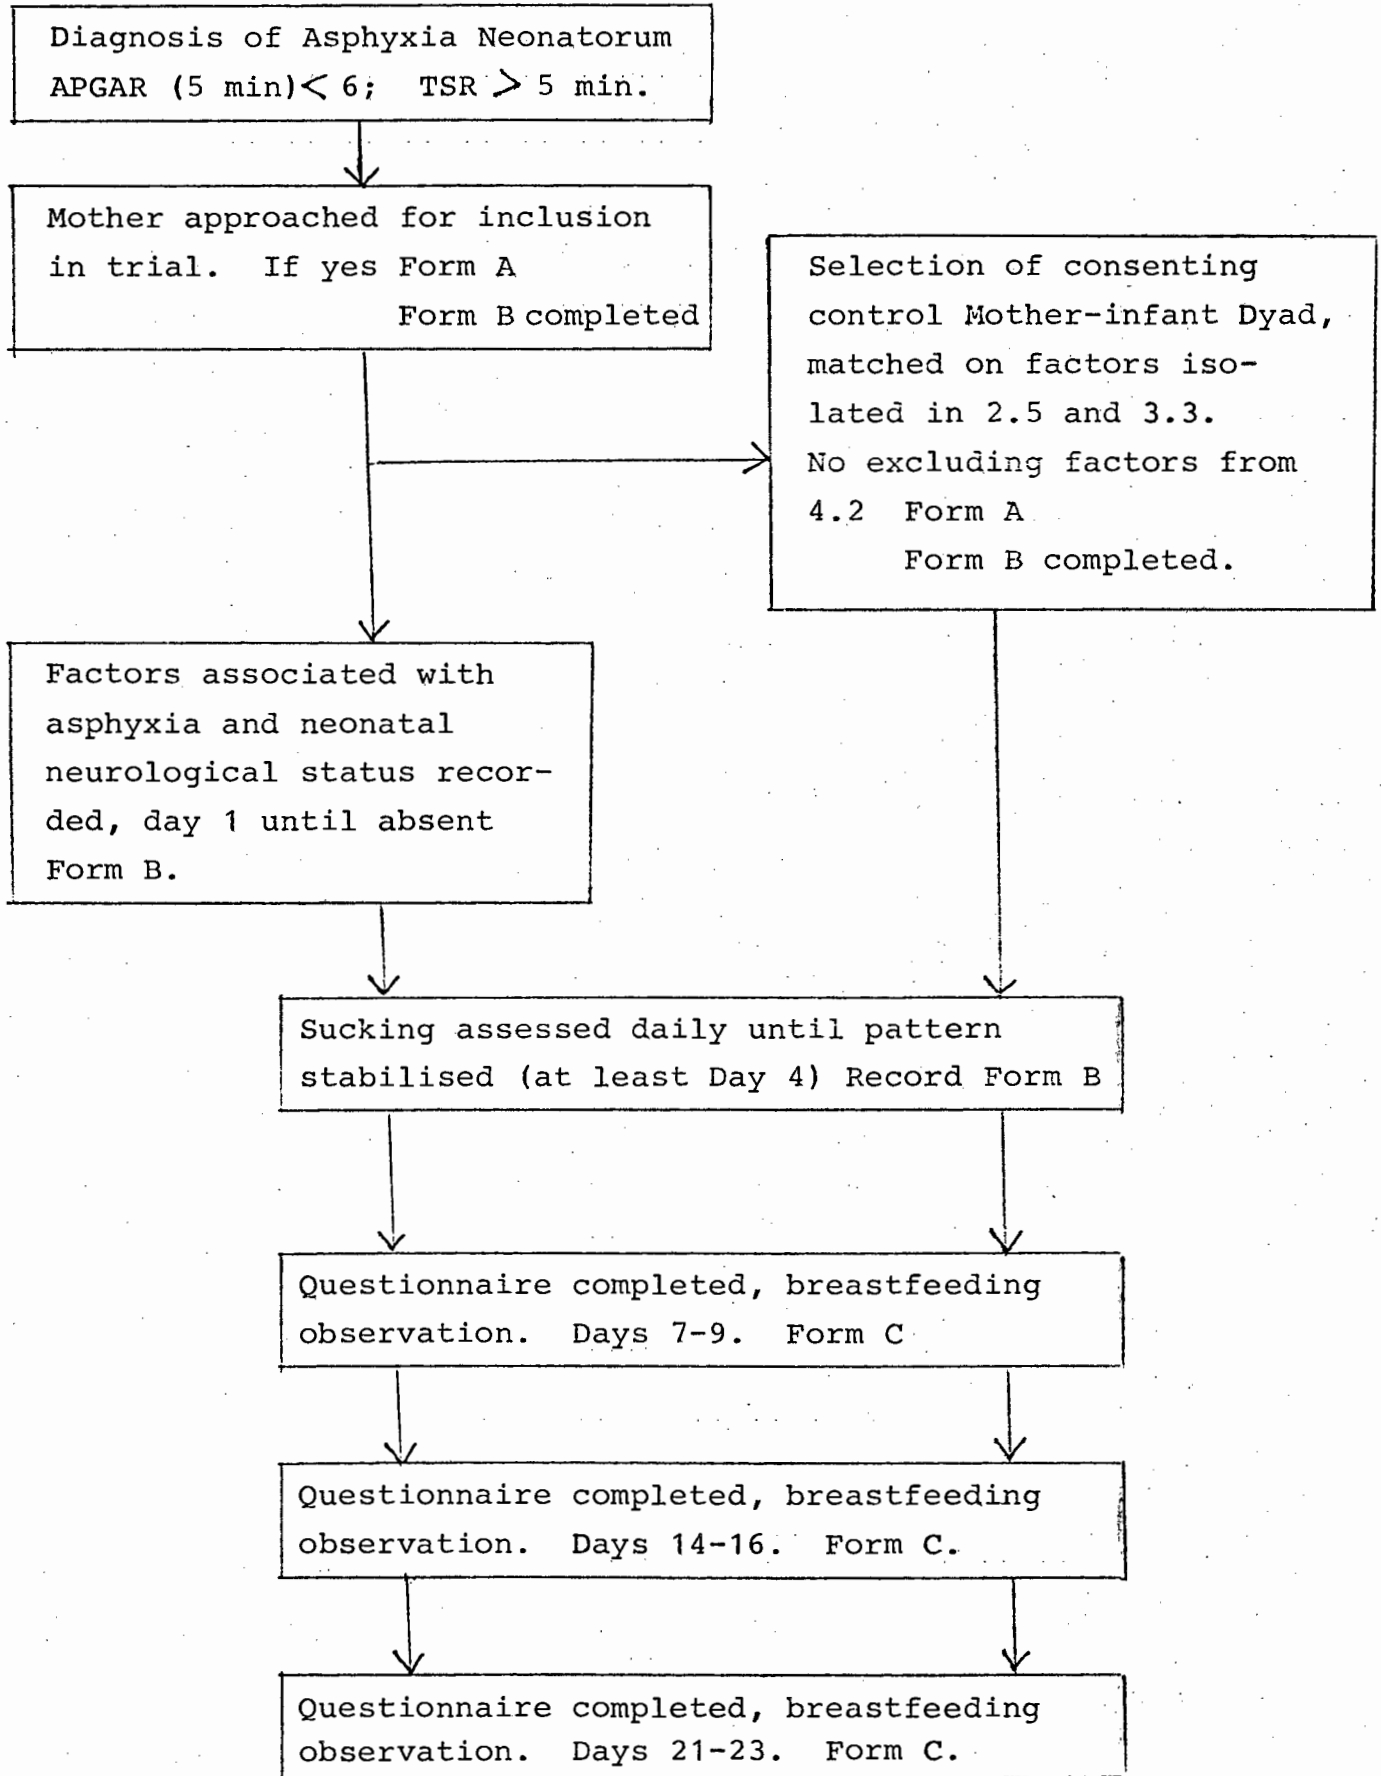 Diagnosis of Asphyxia Neonatorum
APGAR (5 min)< 6; TSR > 5 min.
Mother approached for inclusion
in trial. If yes Form A
Form B completed
Selection of consenting
control Mother-infant Dyad,
matched on factors iso-
lated in 2.5 and 3.3.
No excluding factors from
4.2 Form A
Form B completed.
Factors associated with
asphyxia and neonatal
neurological status recor-
ded, day 1 until absent
Form B.
Sucking assessed daily until pattern
stabilised (at least Day 4) Record Form B
Questionnaire completed, breastfeeding
observation. Days 7-9. Form C
Questionnaire completed, breastfeeding
observation. Days 14-16. Form C.
Questionnaire completed, breastfeeding
observation. Days 21-23. Form C.